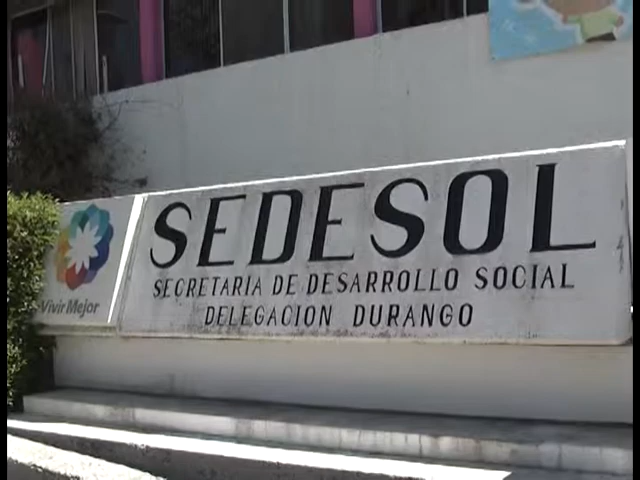 SEDESOL
SECRETARIA DE DESARROLLO SOCIAL
DELEGACION DURANGO
Vivir Mejor